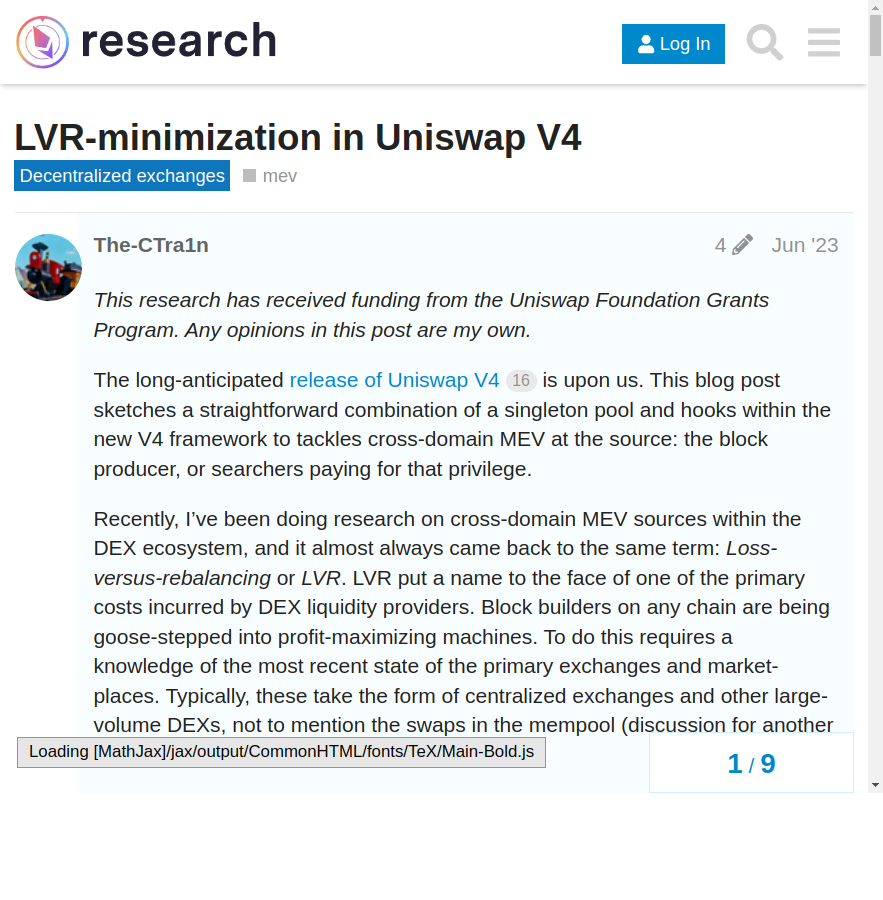 research
Log In
LVR-minimization in Uniswap V4
Decentralized exchanges mev
The-CTra1n 4 Jun '23
This research has received funding from the Uniswap Foundation Grants
Program. Any opinions in this post are my own.
The long-anticipated release of Uniswap V4 16 is upon us. This blog post
sketches a straightforward combination of a singleton pool and hooks within the
new V4 framework to tackles cross-domain MEV at the source: the block
producer, or searchers paying for that privilege.
Recently, I’ve been doing research on cross-domain MEV sources within the
DEX ecosystem, and it almost always came back to the same term: Loss-
versus-rebalancing or LVR. LVR put a name to the face of one of the primary
costs incurred by DEX liquidity providers. Block builders on any chain are being
goose-stepped into profit-maximizing machines. To do this requires a
knowledge of the most recent state of the primary exchanges and market-
places. Typically, these take the form of centralized exchanges and other large-
volume DEXs, not to mention the swaps in the mempool (discussion for another
Loading [MathJax]/jax/output/CommonHTML/fonts/TeX/Main-Bold.js
1 / 9